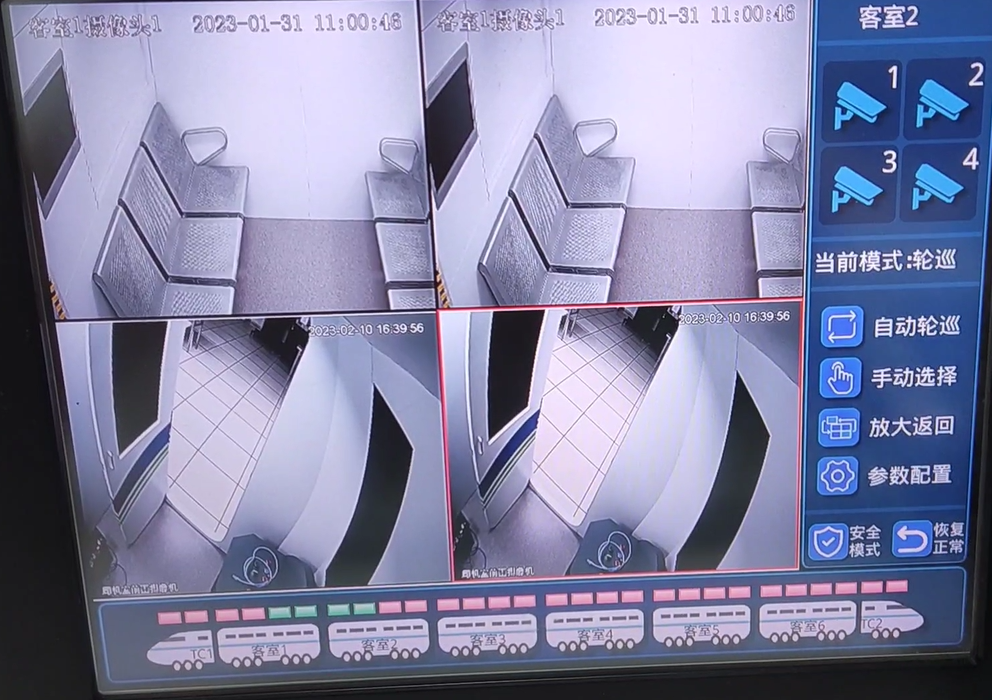 客室1摄像头1 2023-01-31 11:00:46
客室1摄像头1 2023-01-31 11:00:46
客室2
1
2
3
4
当前模式:轮巡
自动轮巡
手动选择
放大返回
参数配置
安全模式
恢复正常
2023-02-10 16:39:56
2023-02-10 16:39:56
TC1
客室1
客室2
客室3
客室4
客室5
客室6
TC2